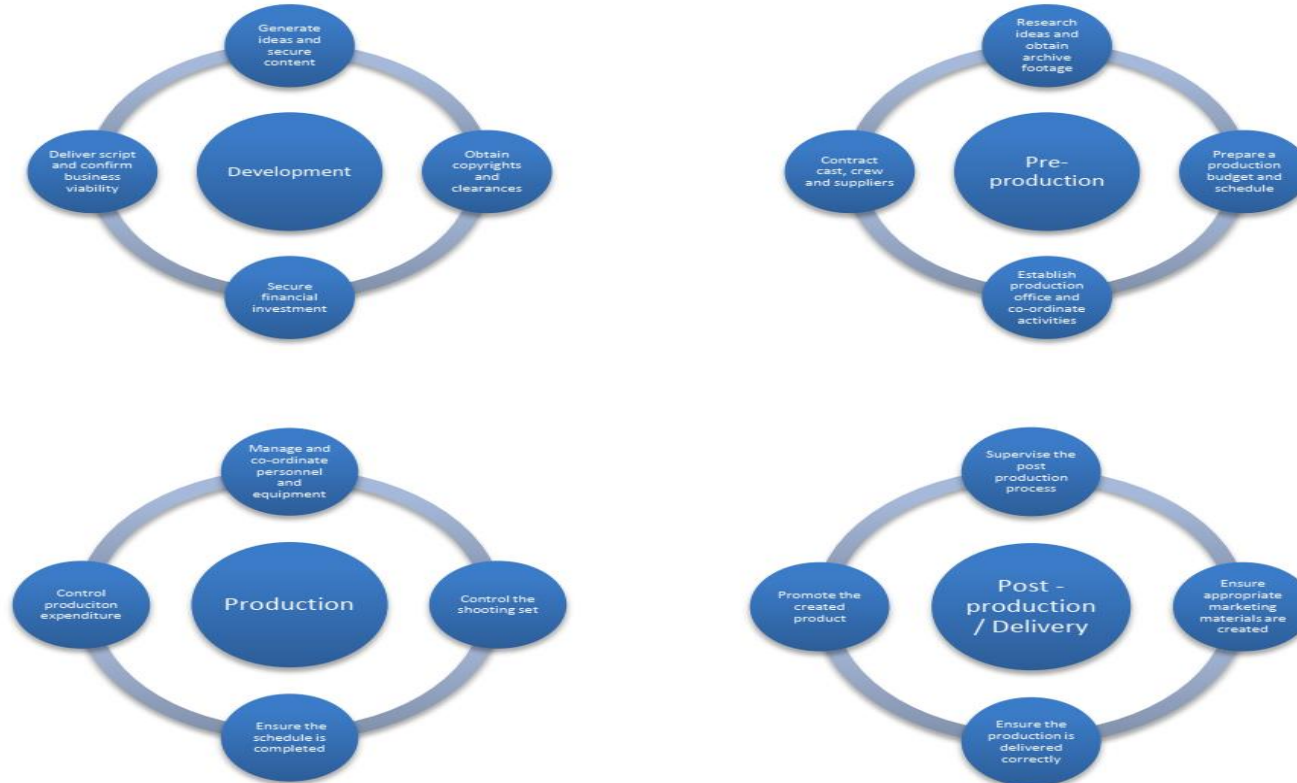 Generate
ideas and
secure
content
Development
Obtain
copyrights
and
clearances
Secure
financial
investment
Deliver script
and confirm
business
viability
Research
ideas and
obtain
archive
footage
Pre-
production
Prepare a
production
budget and
schedule
Establish
production
office and
co-ordinate
activities
Contract
cast, crew
and suppliers
Manage and
co-ordinate
personnel
and
equipment
Production
Control the
shooting set
Ensure the
schedule is
completed
Control
produciton
expenditure
Supervise the
post
production
process
Post -
production
/ Delivery
Ensure
appropriate
marketing
materials are
created
Ensure the
production is
delivered
correctly
Promote the
created
product